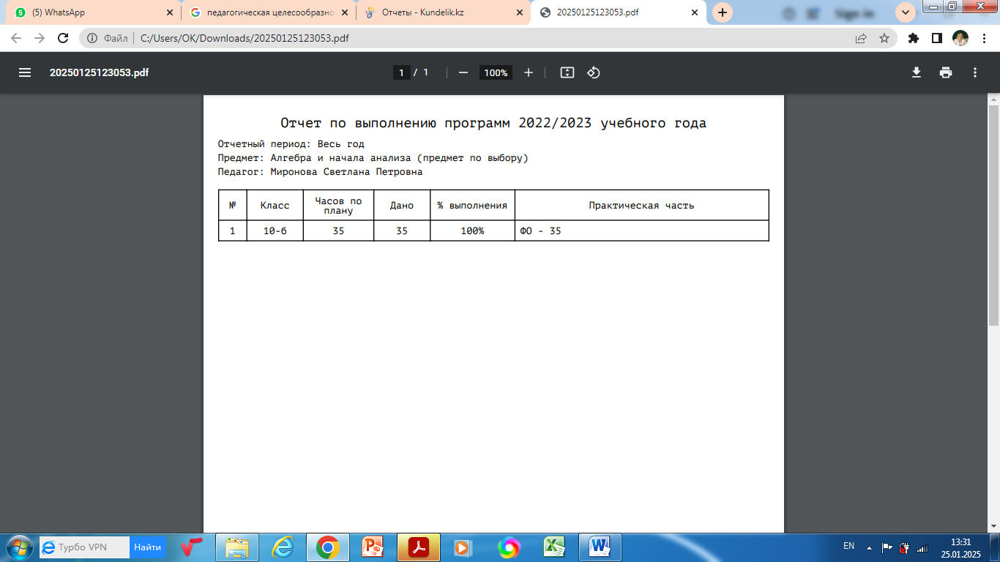 (5) WhatsApp
педагогическая целесообразно
Отчеты - Kundelik.kz
20250125123053.pdf
Sign in
Файл C:/Users/OK/Downloads/20250125123053.pdf
20250125123053.pdf 1 / 1 100%
Отчет по выполнению программ 2022/2023 учебного года
Отчетный период: Весь год
Предмет: Алгебра и начала анализа (предмет по выбору)
Педагог: Миронова Светлана Петровна
№ Класс Часов по плану Дано % выполнения Практическая часть
1 10-б 35 35 100% ФО - 35
Турбо VPN Найти
EN
13:31
25.01.2025